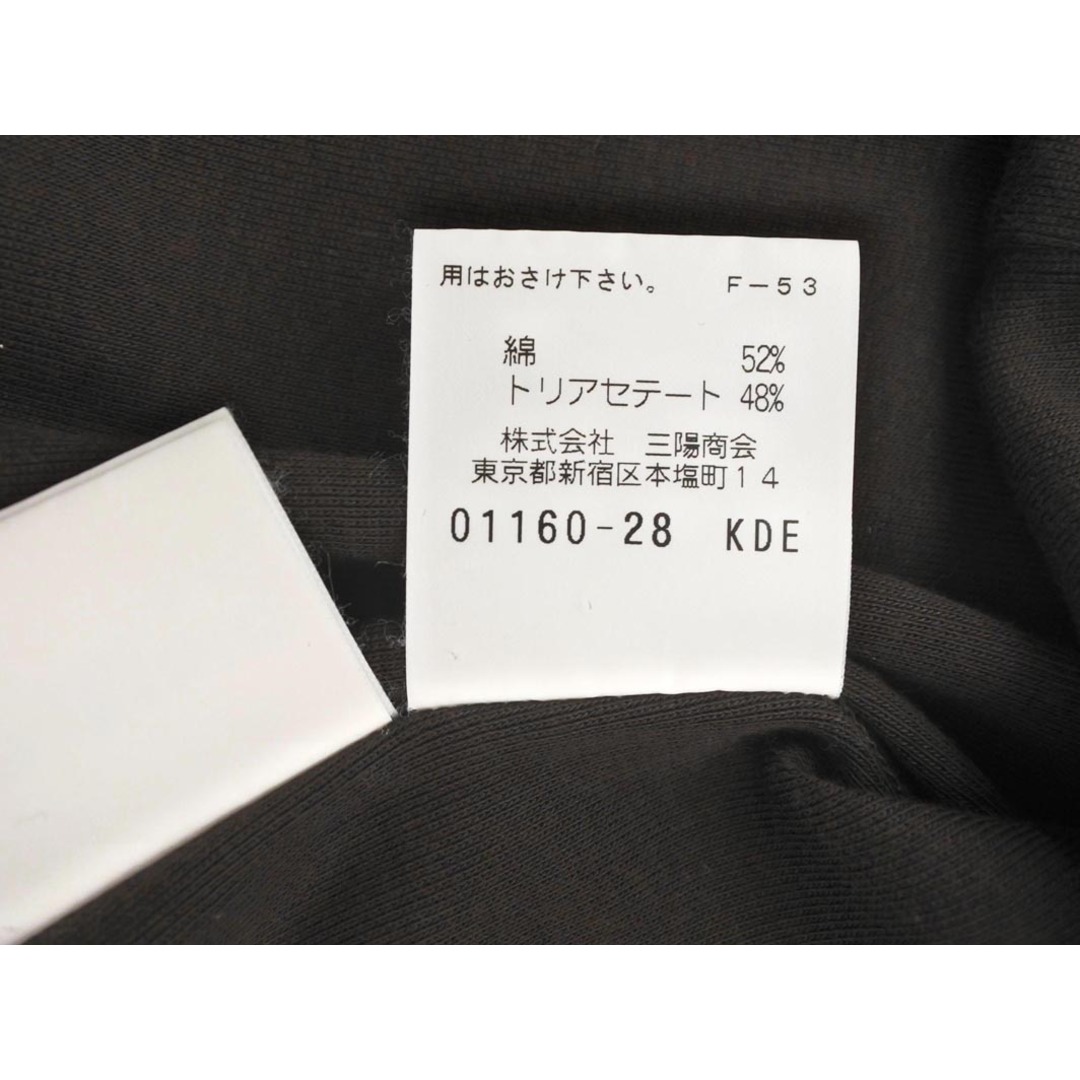 用はおさけ下さい。 F－53
綿 52%
トリアセテート 48%
株式会社 三陽商会
東京都新宿区本塩町14
01160-28 KDE